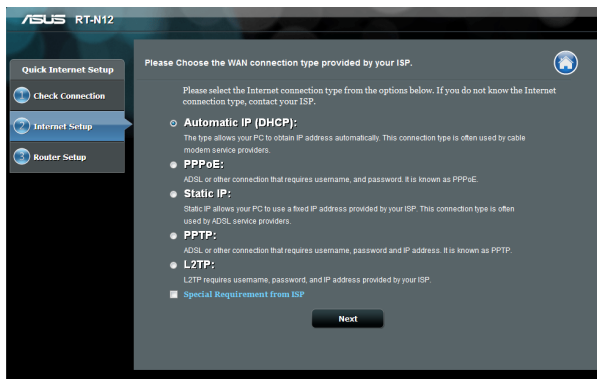 ASUS RT-N12
Quick Internet Setup
1 Check Connection
2 Internet Setup
3 Router Setup
Please Choose the WAN connection type provided by your ISP.
Please select the Internet connection type from the options below. If you do not know the Internet
connection type, contact your ISP.
Automatic IP (DHCP):
The type allows your PC to obtain IP address automatically. This connection type is often used by cable
modem service providers.
PPPoE:
ADSL or other connection that requires username, and password. It is known as PPPoE.
Static IP:
Static IP allows your PC to use a fixed IP address provided by your ISP. This connection type is often
used by ADSL service providers.
PPTP:
ADSL or other connection that requires username, password and IP address. It is known as PPTP.
L2TP:
L2TP requires username, password, and IP address provided by your ISP.
Special Requirement from ISP
Next